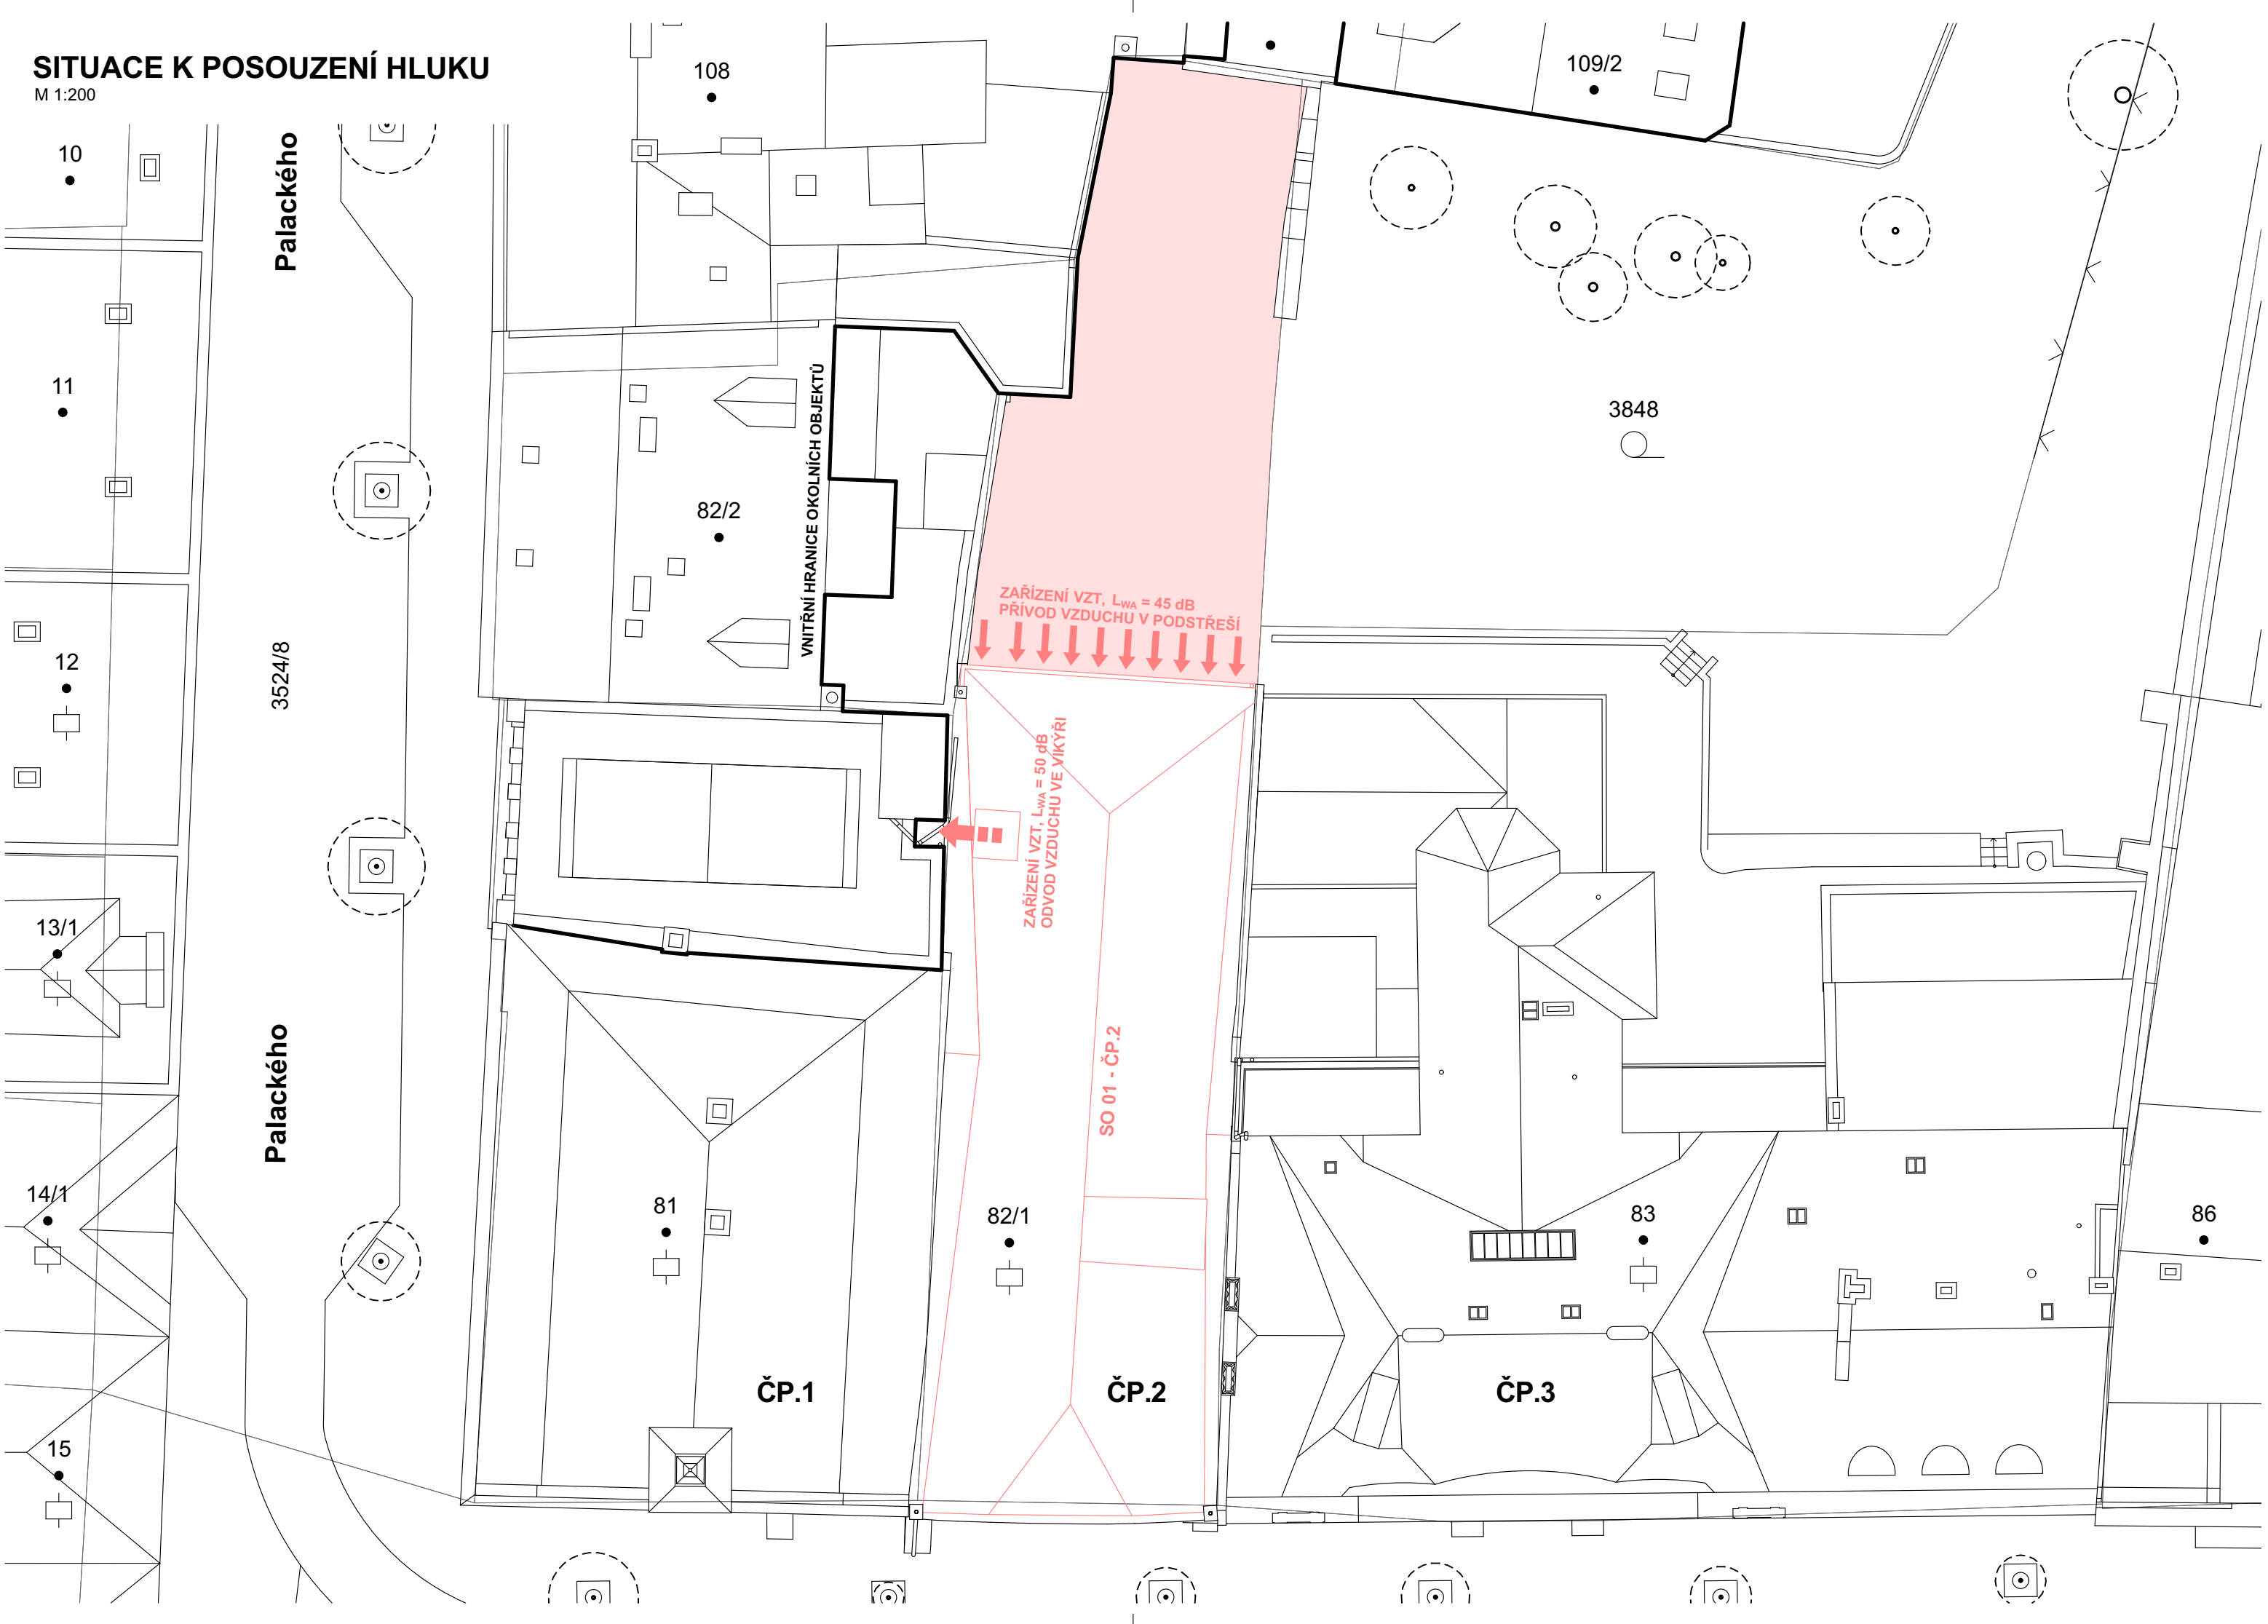 SITUACE K POSOUZENÍ HLUKU
M 1:200
108
109/2
10
Palackého
11
3848
VNITŘNÍ HRANICE OKOLNÍCH OBJEKTŮ
82/2
ZAŘÍZENÍ VZT, LWA = 45 dB
PŘÍVOD VZDUCHU V PODSTŘEŠÍ
12
3524/8
ZAŘÍZENÍ VZT, LWA = 50 dB
ODVOD VZDUCHU VE VIKÝŘI
13/1
Palackého
SO 01 - ČP.2
14/1
81
82/1
83
86
ČP.1
ČP.2
ČP.3
15